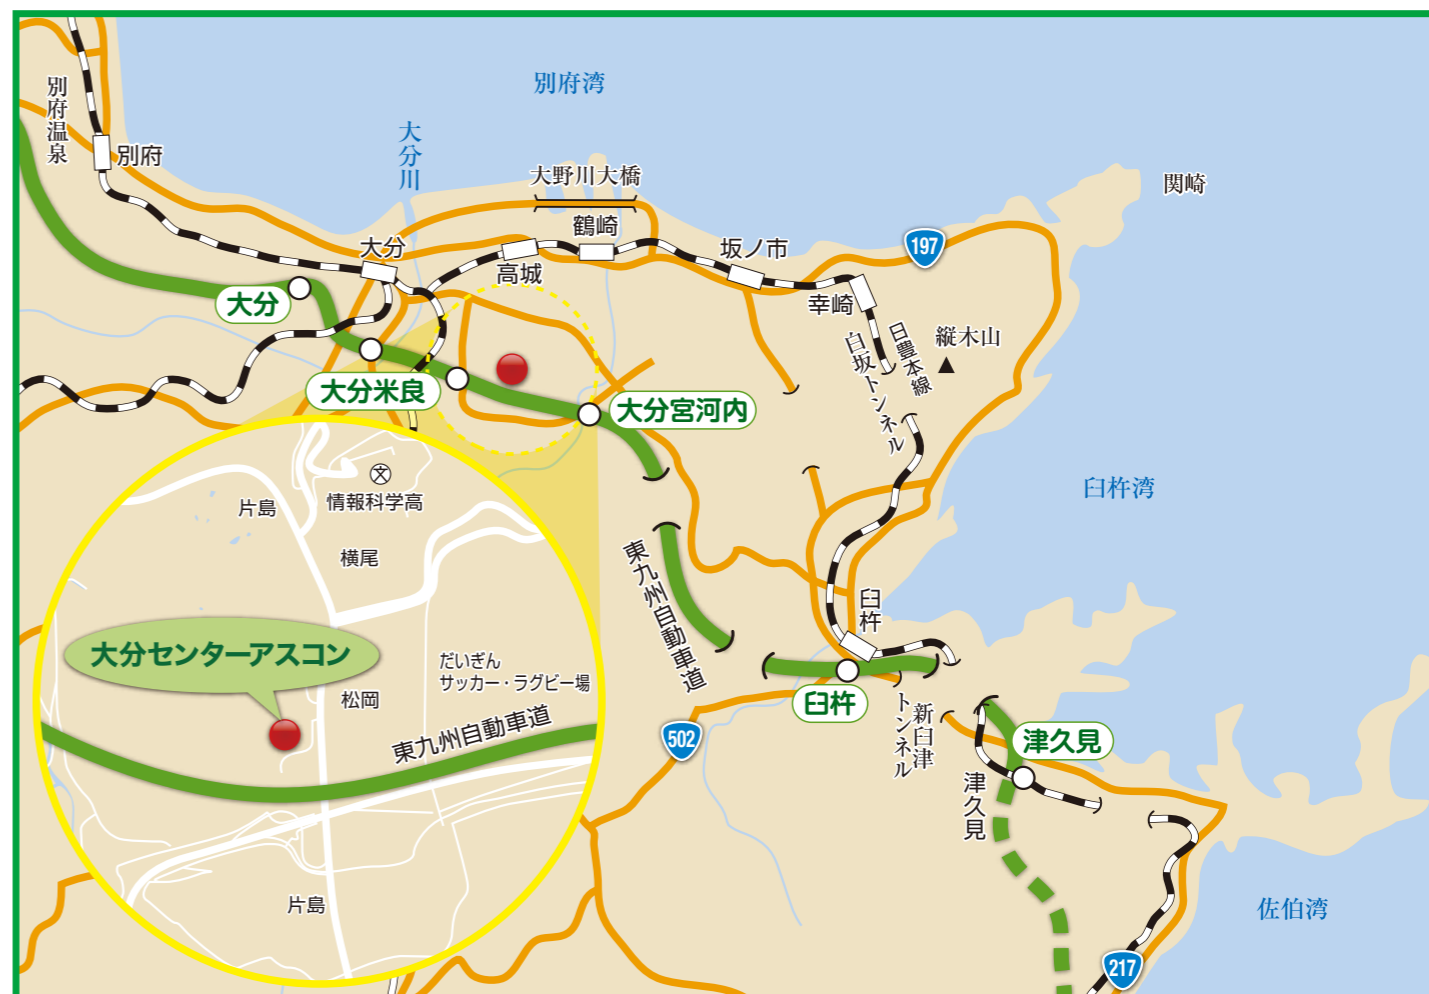 別府湾
別府温泉
別府
大分川
大野川大橋
関崎
大分
鶴崎
高城
坂ノ市
197
幸崎
大分
日豊本線
縦木山
白坂トンネル
大分米良
大分宮河内
臼杵湾
情報科学高
片島
横尾
東九州自動車道
臼杵
大分センターアスコン
だいぎん
サッカー・ラグビー場
松岡
東九州自動車道
臼杵
502
新臼津
トンネル
津久見
津久見
片島
佐伯湾
217
文